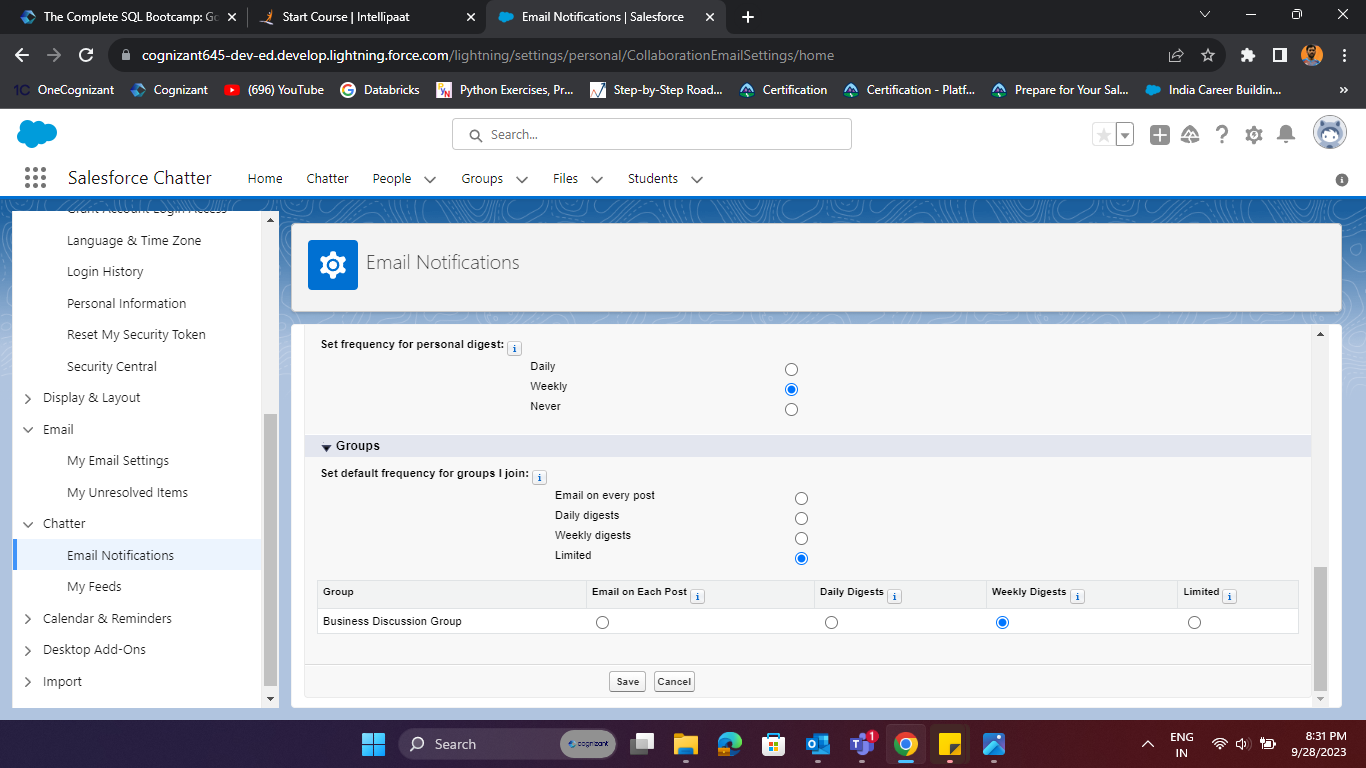 The Complete SQL Bootcamp: Go
Start Course | Intellipaat
Email Notifications | Salesforce
cognizant645-dev-ed.develop.lightning.force.com/lightning/settings/personal/CollaborationEmailSettings/home
1C OneCognizant
Cognizant
(696) YouTube
Databricks
Python Exercises, Pr...
Step-by-Step Road...
Certification
Certification - Platf...
Prepare for Your Sal...
India Career Buildin...
»
Search...
Salesforce Chatter
Home
Chatter
People
Groups
Files
Students
Grant Account Login Access
Language & Time Zone
Login History
Personal Information
Reset My Security Token
Security Central
Display & Layout
Email
My Email Settings
My Unresolved Items
Chatter
Email Notifications
My Feeds
Calendar & Reminders
Desktop Add-Ons
Import
Email Notifications
Set frequency for personal digest: i
Daily
Weekly
Never
Groups
Set default frequency for groups I join: i
Email on every post
Daily digests
Weekly digests
Limited
Group Email on Each Post i Daily Digests i Weekly Digests i Limited i
Business Discussion Group
Save Cancel
Search
cognizant
1
ENG
IN
8:31 PM
9/28/2023